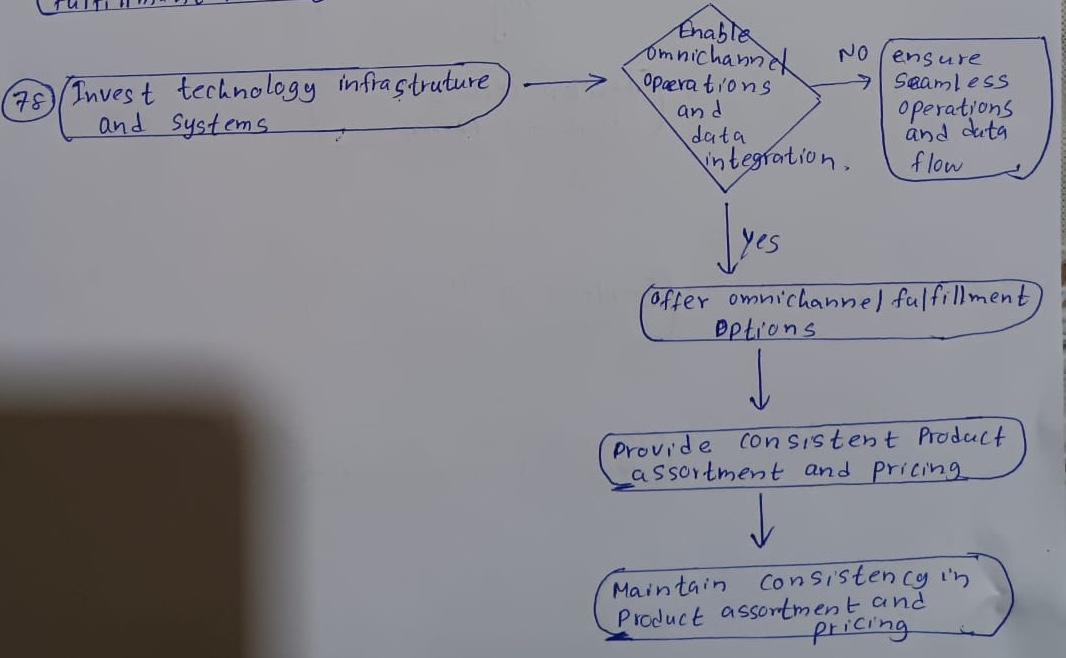 fulfillment
78 Invest technology infrastruture
and systems
Enable
omnichannel
operations
and
data
integration.
NO
ensure
Seamless
operations
and data
flow
Yes
Offer omnichannel fulfillment
options
Provide consistent Product
assortment and pricing
Maintain consistency in
Product assortment and
pricing